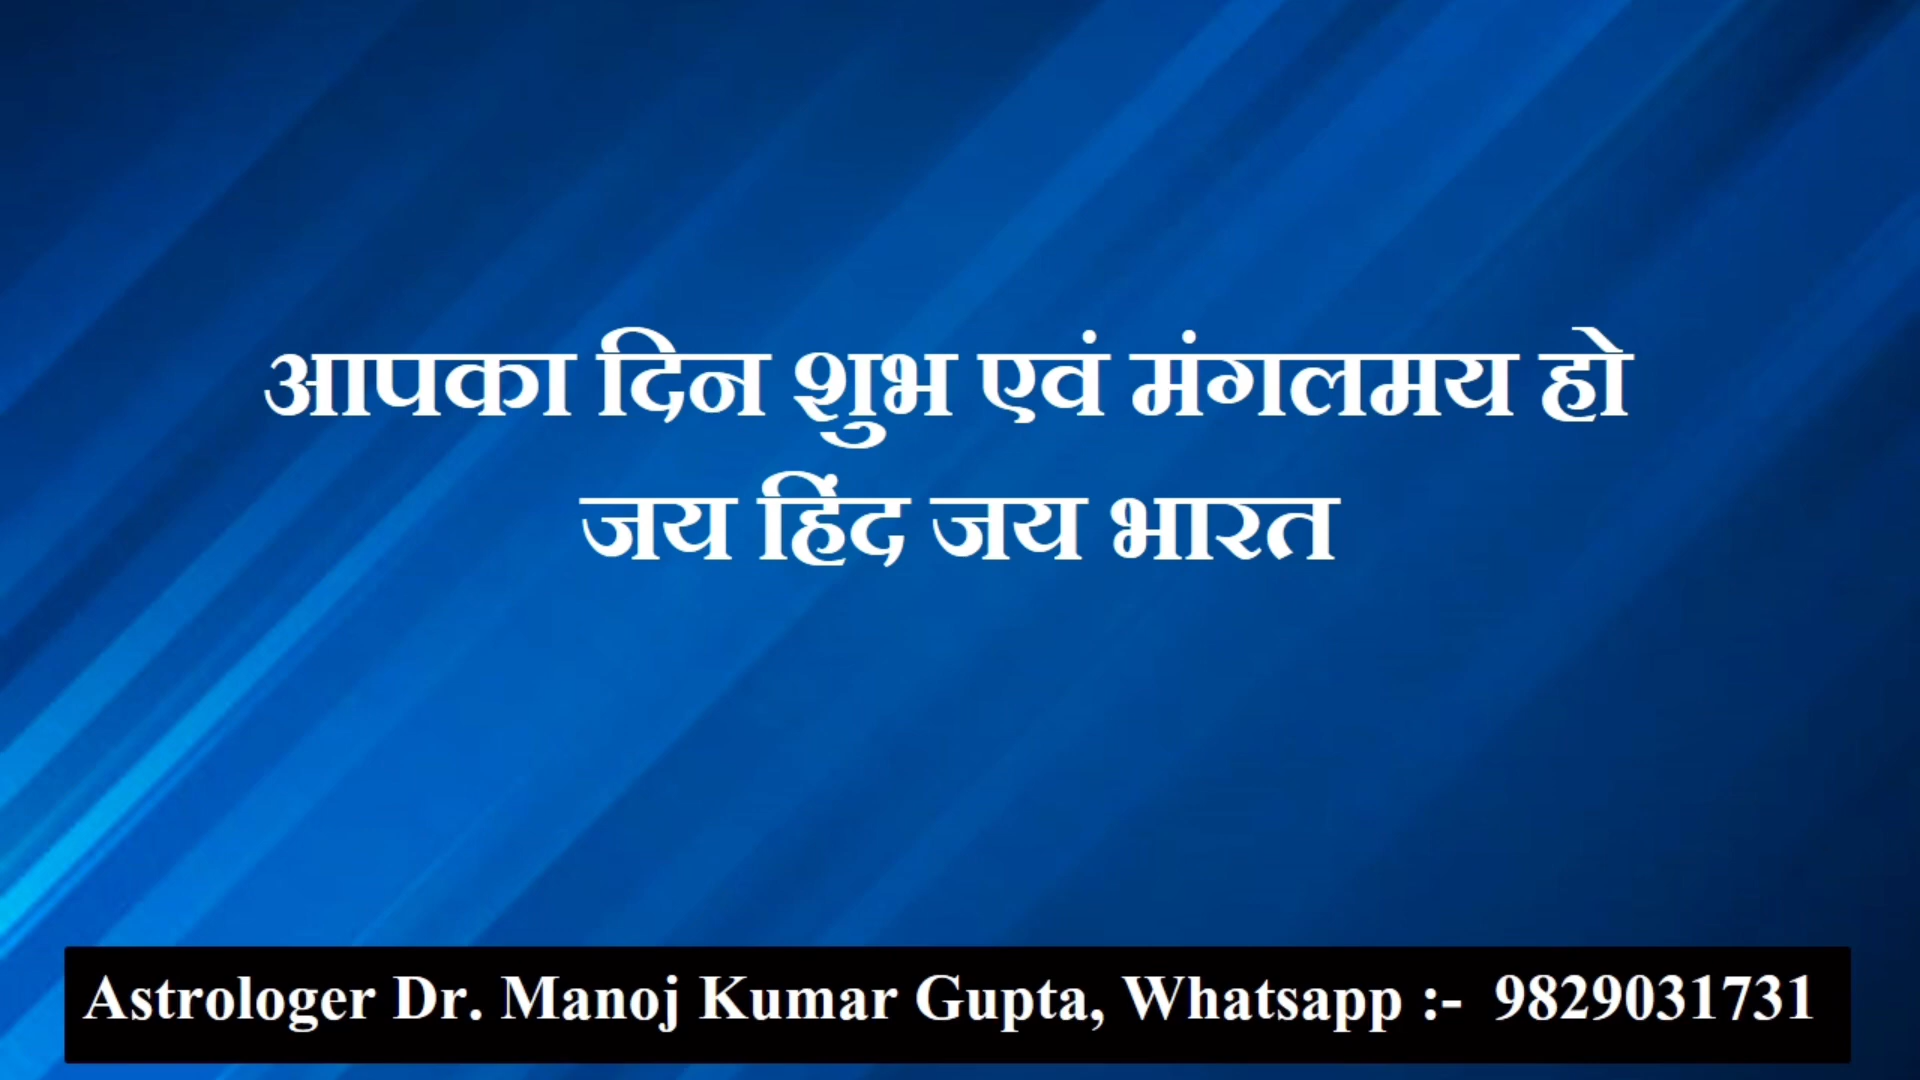 आपका दिन शुभ एवं मंगलमय हो
जय हिंद जय भारत
Astrologer Dr. Manoj Kumar Gupta, Whatsapp :-  9829031731